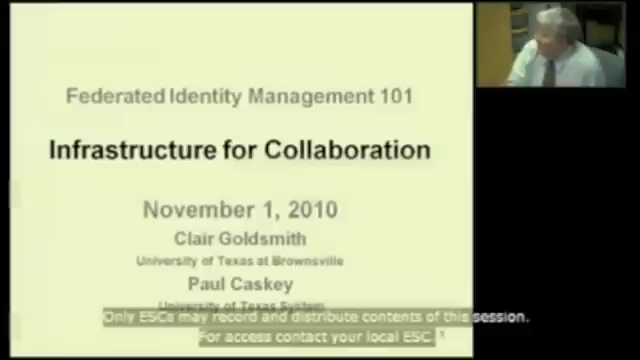 Federated Identity Management 101
Infrastructure for Collaboration
November 1, 2010
Clair Goldsmith
University of Texas at Brownsville
Paul Caskey
University of Texas System
Only ESCs may record and distribute contents of this session.
For access contact your local ESC.